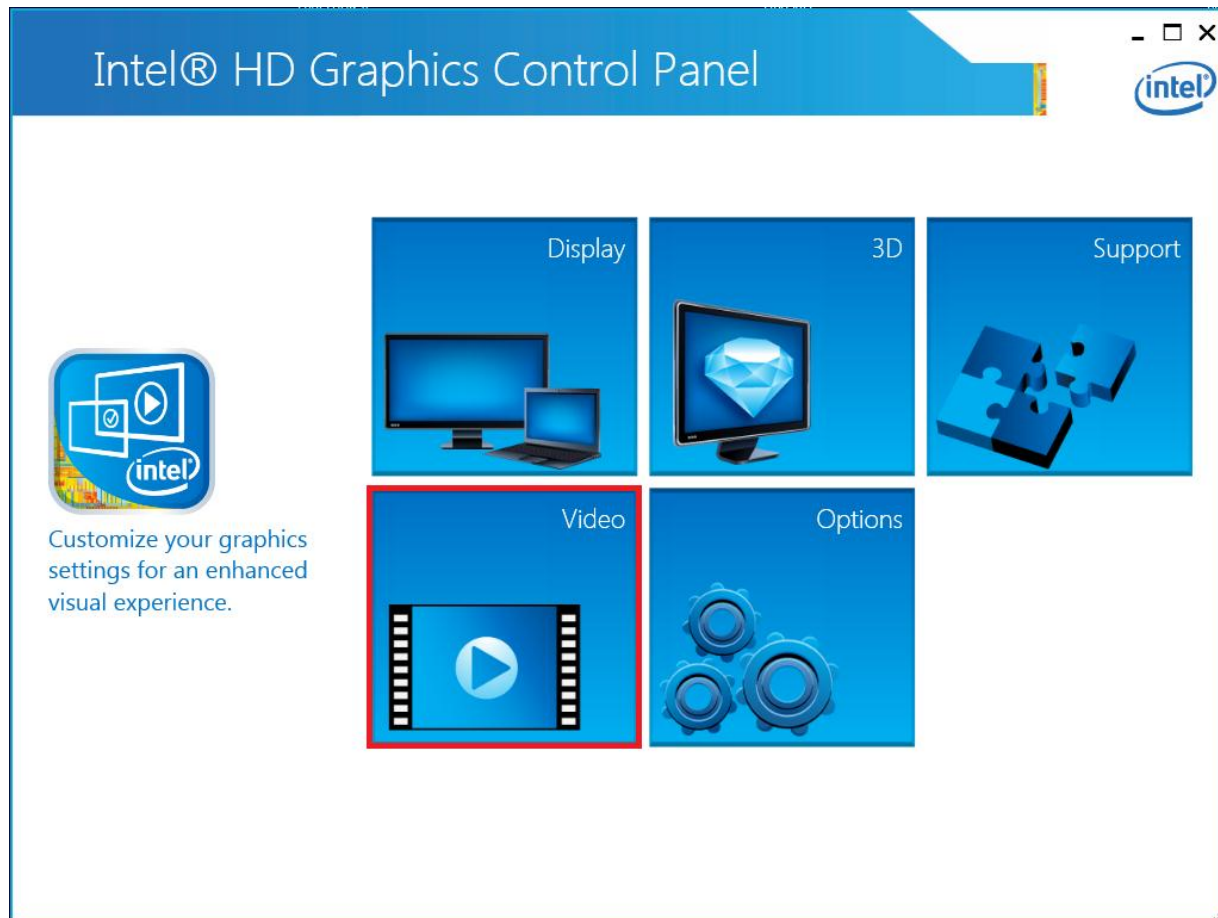 Intel® HD Graphics Control Panel
intel®
Display
3D
Support
intel®
Customize your graphics
settings for an enhanced
visual experience.
Video
Options